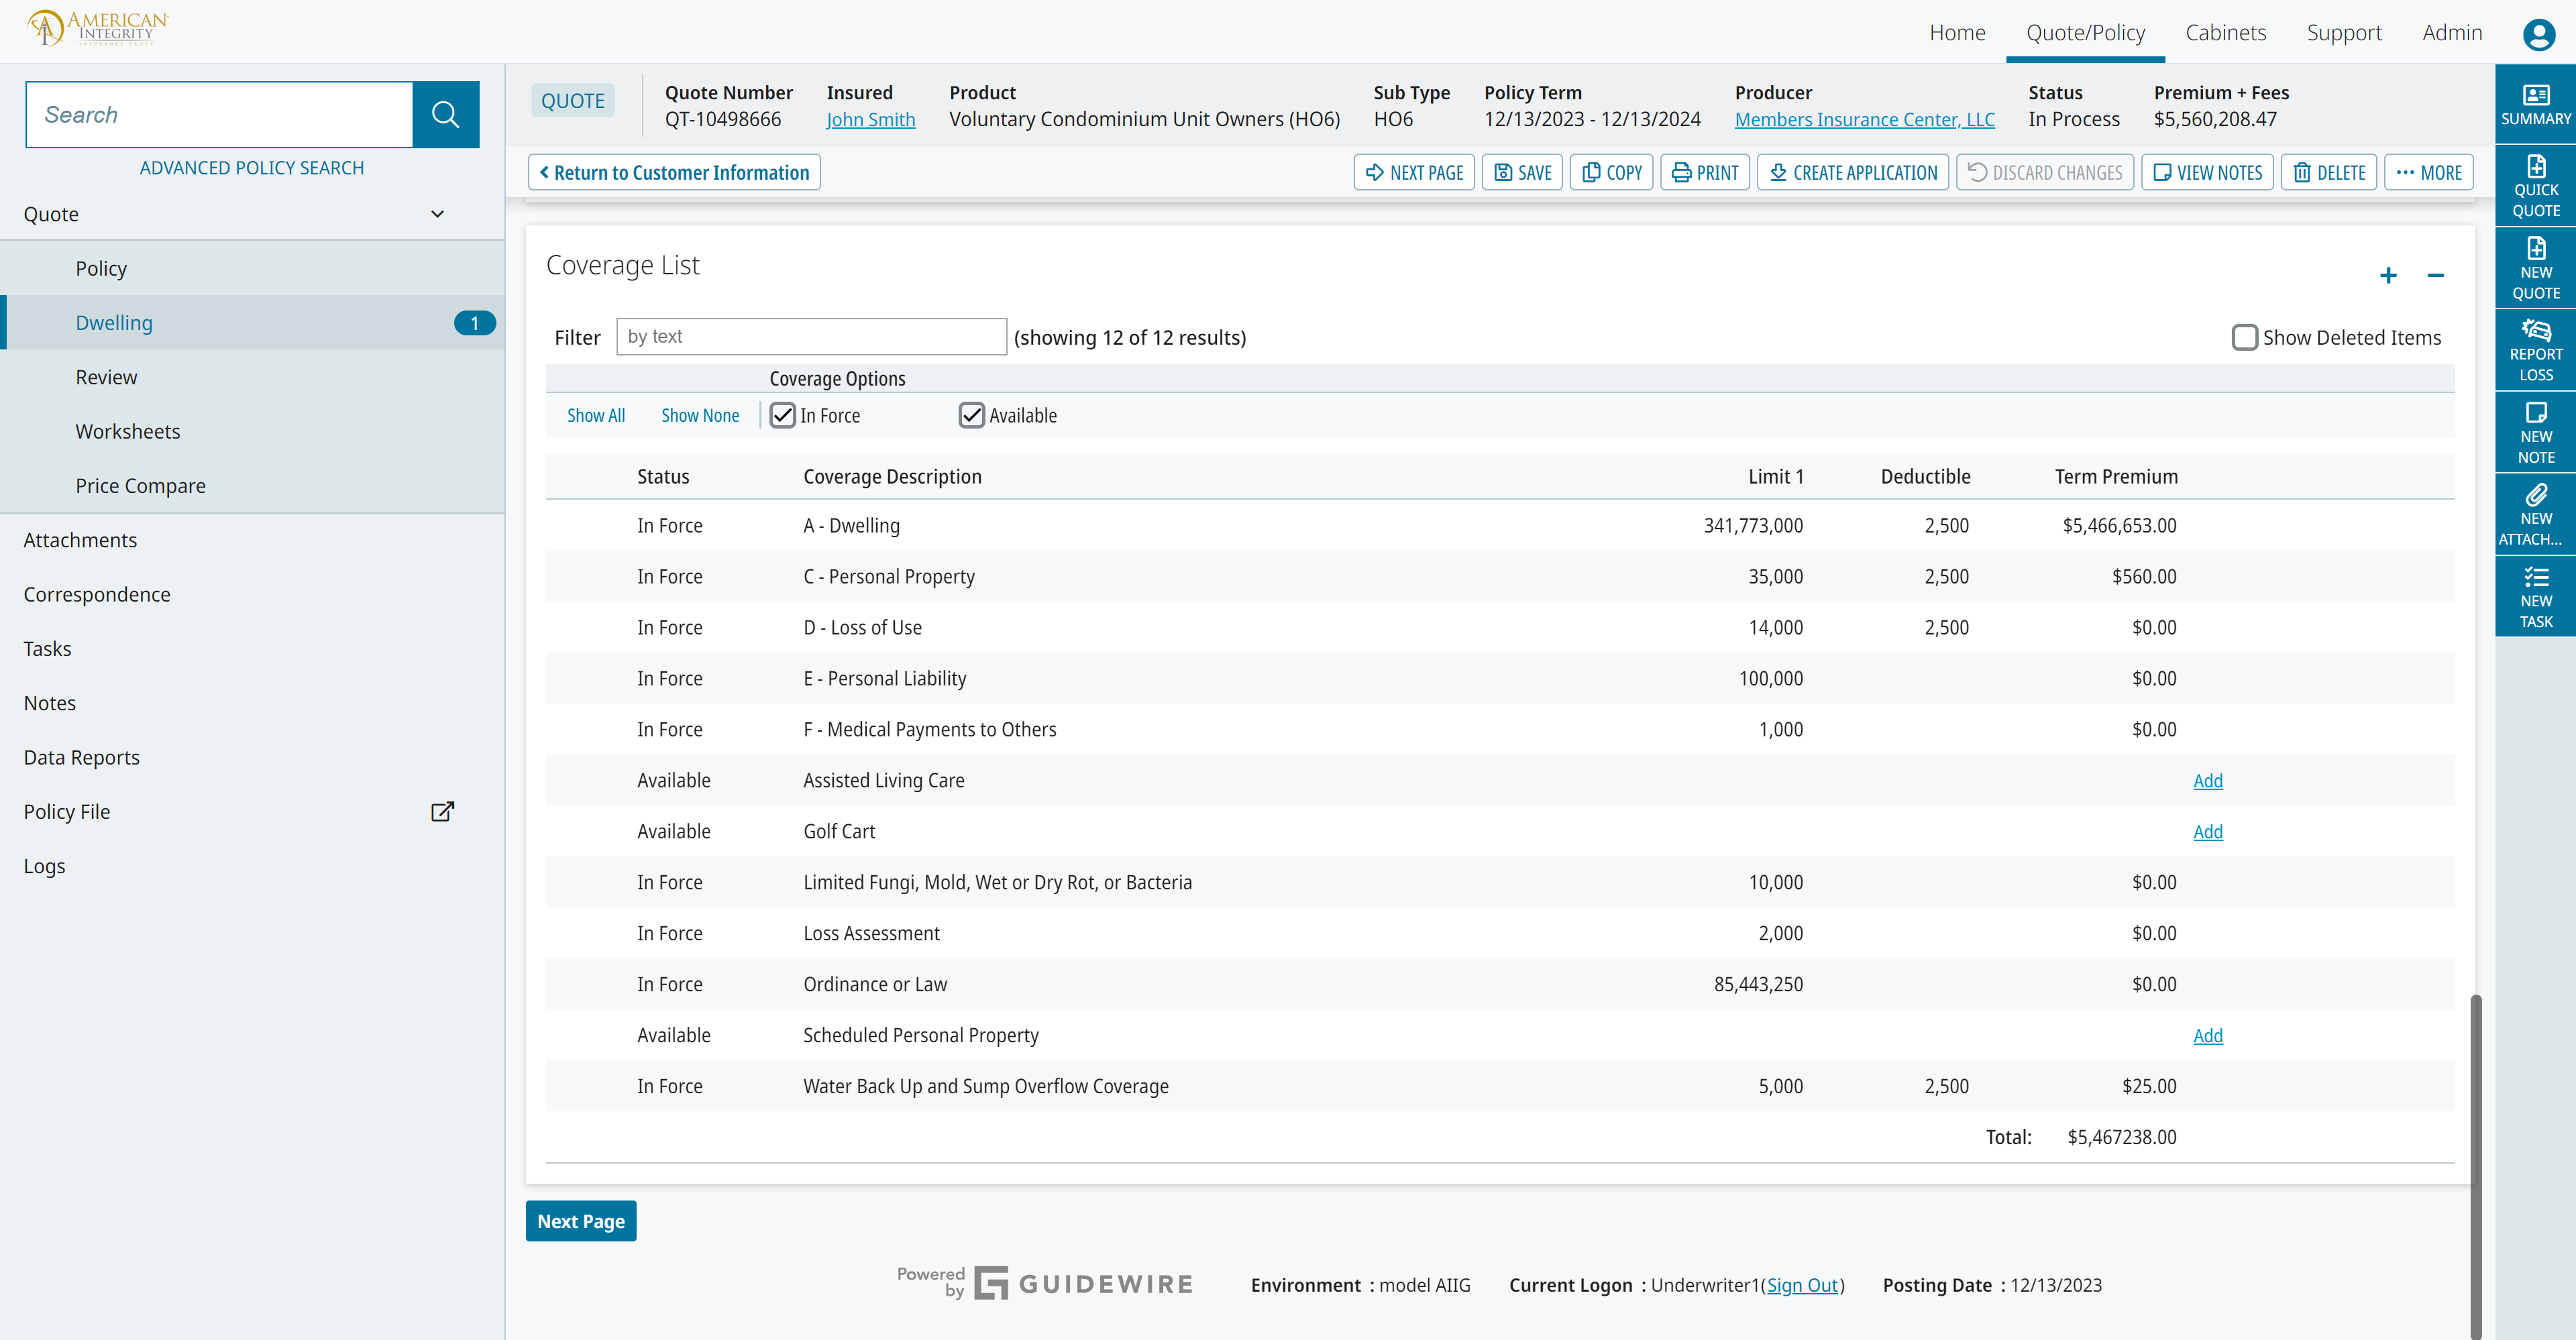 AMERICAN
INTEGRITY
INSURANCE GROUP
Home Quote/Policy Cabinets Support Admin
Search
ADVANCED POLICY SEARCH
Quote
Policy
Dwelling 1
Review
Worksheets
Price Compare
Attachments
Correspondence
Tasks
Notes
Data Reports
Policy File
Logs
QUOTE
Quote Number Insured Product Sub Type Policy Term Producer Status Premium + Fees
QT-10498666 John Smith Voluntary Condominium Unit Owners (HO6) HO6 12/13/2023 - 12/13/2024 Members Insurance Center, LLC In Process $5,560,208.47
Return to Customer Information NEXT PAGE SAVE COPY PRINT CREATE APPLICATION DISCARD CHANGES VIEW NOTES DELETE MORE
Coverage List
Filter by text (showing 12 of 12 results) Show Deleted Items
Coverage Options
Show All Show None In Force Available
Status Coverage Description Limit 1 Deductible Term Premium
In Force A - Dwelling 341,773,000 2,500 $5,466,653.00
In Force C - Personal Property 35,000 2,500 $560.00
In Force D - Loss of Use 14,000 2,500 $0.00
In Force E - Personal Liability 100,000 $0.00
In Force F - Medical Payments to Others 1,000 $0.00
Available Assisted Living Care Add
Available Golf Cart Add
In Force Limited Fungi, Mold, Wet or Dry Rot, or Bacteria 10,000 $0.00
In Force Loss Assessment 2,000 $0.00
In Force Ordinance or Law 85,443,250 $0.00
Available Scheduled Personal Property Add
In Force Water Back Up and Sump Overflow Coverage 5,000 2,500 $25.00
Total: $5,467238.00
Next Page
Powered by GUIDEWIRE Environment : model AIIG Current Logon : Underwriter1(Sign Out) Posting Date : 12/13/2023
SUMMARY
QUICK
QUOTE
NEW
QUOTE
REPORT
LOSS
NEW
NOTE
NEW
ATTACH...
NEW
TASK